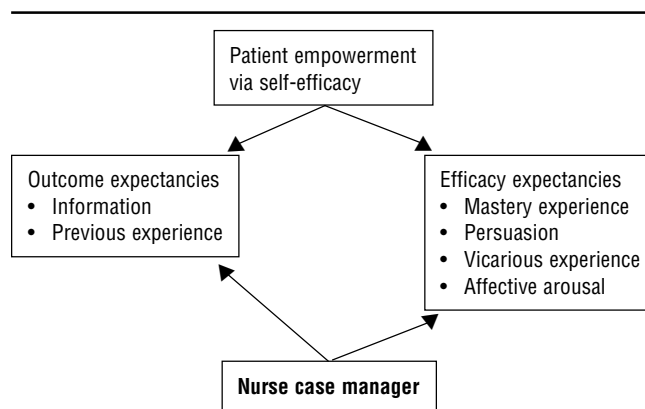 Patient empowerment
via self-efficacy
Outcome expectancies
• Information
• Previous experience
Efficacy expectancies
• Mastery experience
• Persuasion
• Vicarious experience
• Affective arousal
Nurse case manager